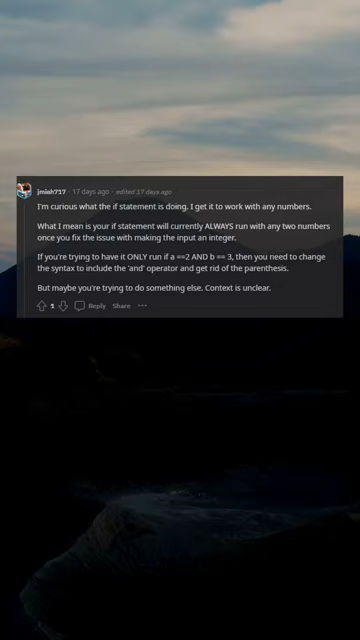 jmiah717 · 17 days ago · edited 17 days ago
I'm curious what the if statement is doing. I get it to work with any numbers.
What I mean is your if statement will currently ALWAYS run with any two numbers
once you fix the issue with making the input an integer.
If you're trying to have it ONLY run if a ==2 AND b == 3, then you need to change
the syntax to include the 'and' operator and get rid of the parenthesis.
But maybe you're trying to do something else. Context is unclear.
1 Reply Share ···